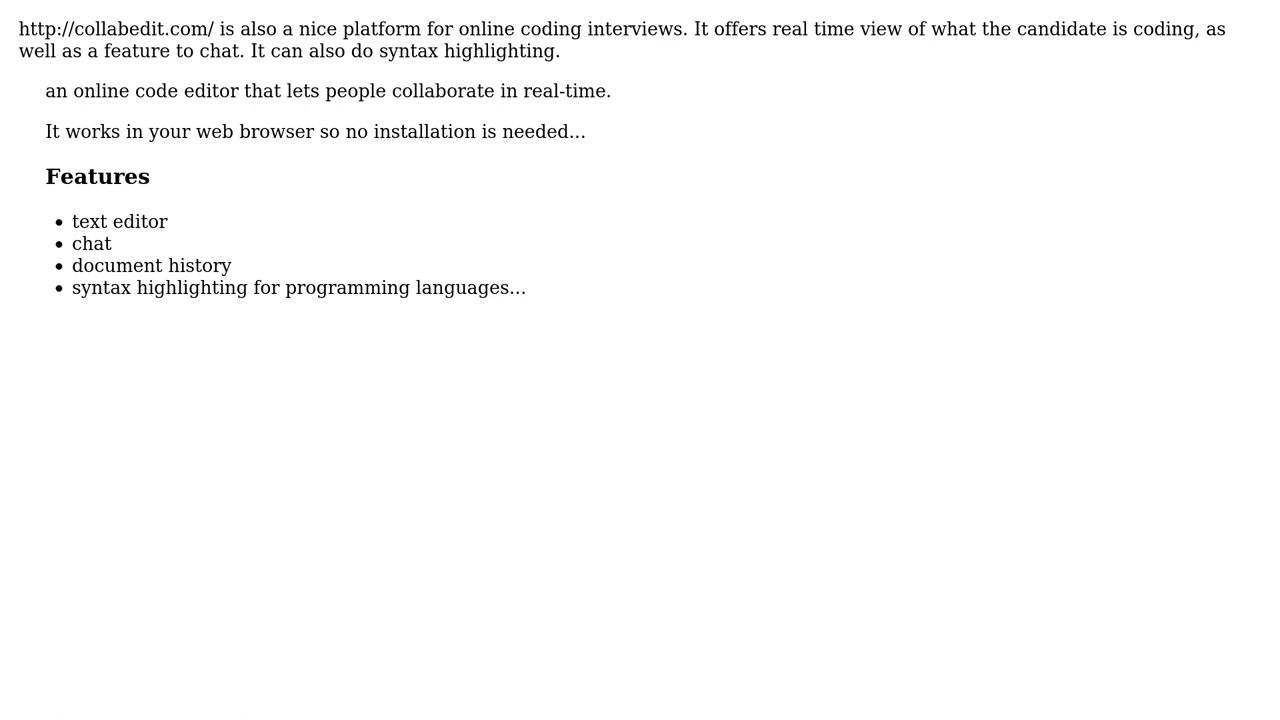 http://collabedit.com/ is also a nice platform for online coding interviews. It offers real time view of what the candidate is coding, as
well as a feature to chat. It can also do syntax highlighting.
an online code editor that lets people collaborate in real-time.
It works in your web browser so no installation is needed...
Features
• text editor
• chat
• document history
• syntax highlighting for programming languages...